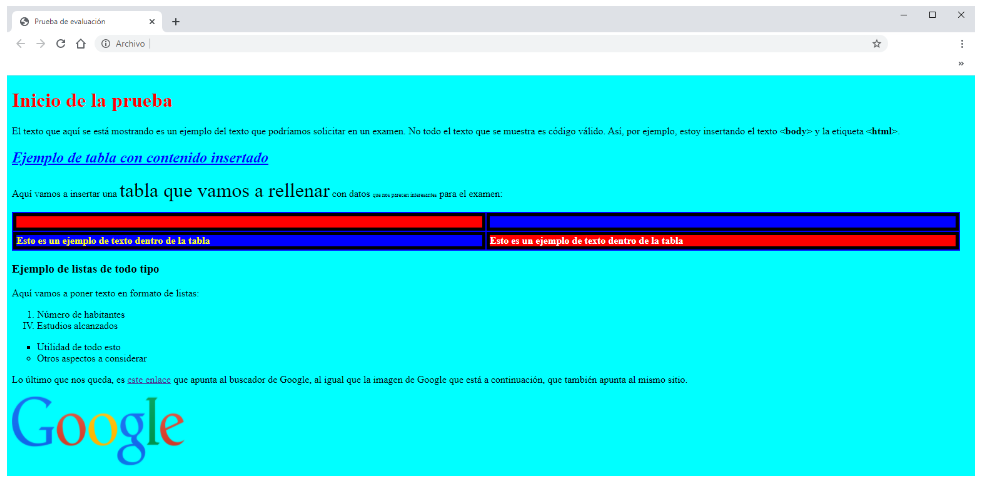 Prueba de evaluación
Archivo
»
Inicio de la prueba
El texto que aquí se está mostrando es un ejemplo del texto que podríamos solicitar en un examen. No todo el texto que se muestra es código válido. Así, por ejemplo, estoy insertando el texto <body> y la etiqueta <html>.
Ejemplo de tabla con contenido insertado
Aquí vamos a insertar una tabla que vamos a rellenar con datos que nos parecen interesantes para el examen:
Esto es un ejemplo de texto dentro de la tabla Esto es un ejemplo de texto dentro de la tabla
Ejemplo de listas de todo tipo
Aquí vamos a poner texto en formato de listas:
1. Número de habitantes
IV. Estudios alcanzados
Utilidad de todo esto
Otros aspectos a considerar
Lo último que nos queda, es este enlace que apunta al buscador de Google, al igual que la imagen de Google que está a continuación, que también apunta al mismo sitio.
Google